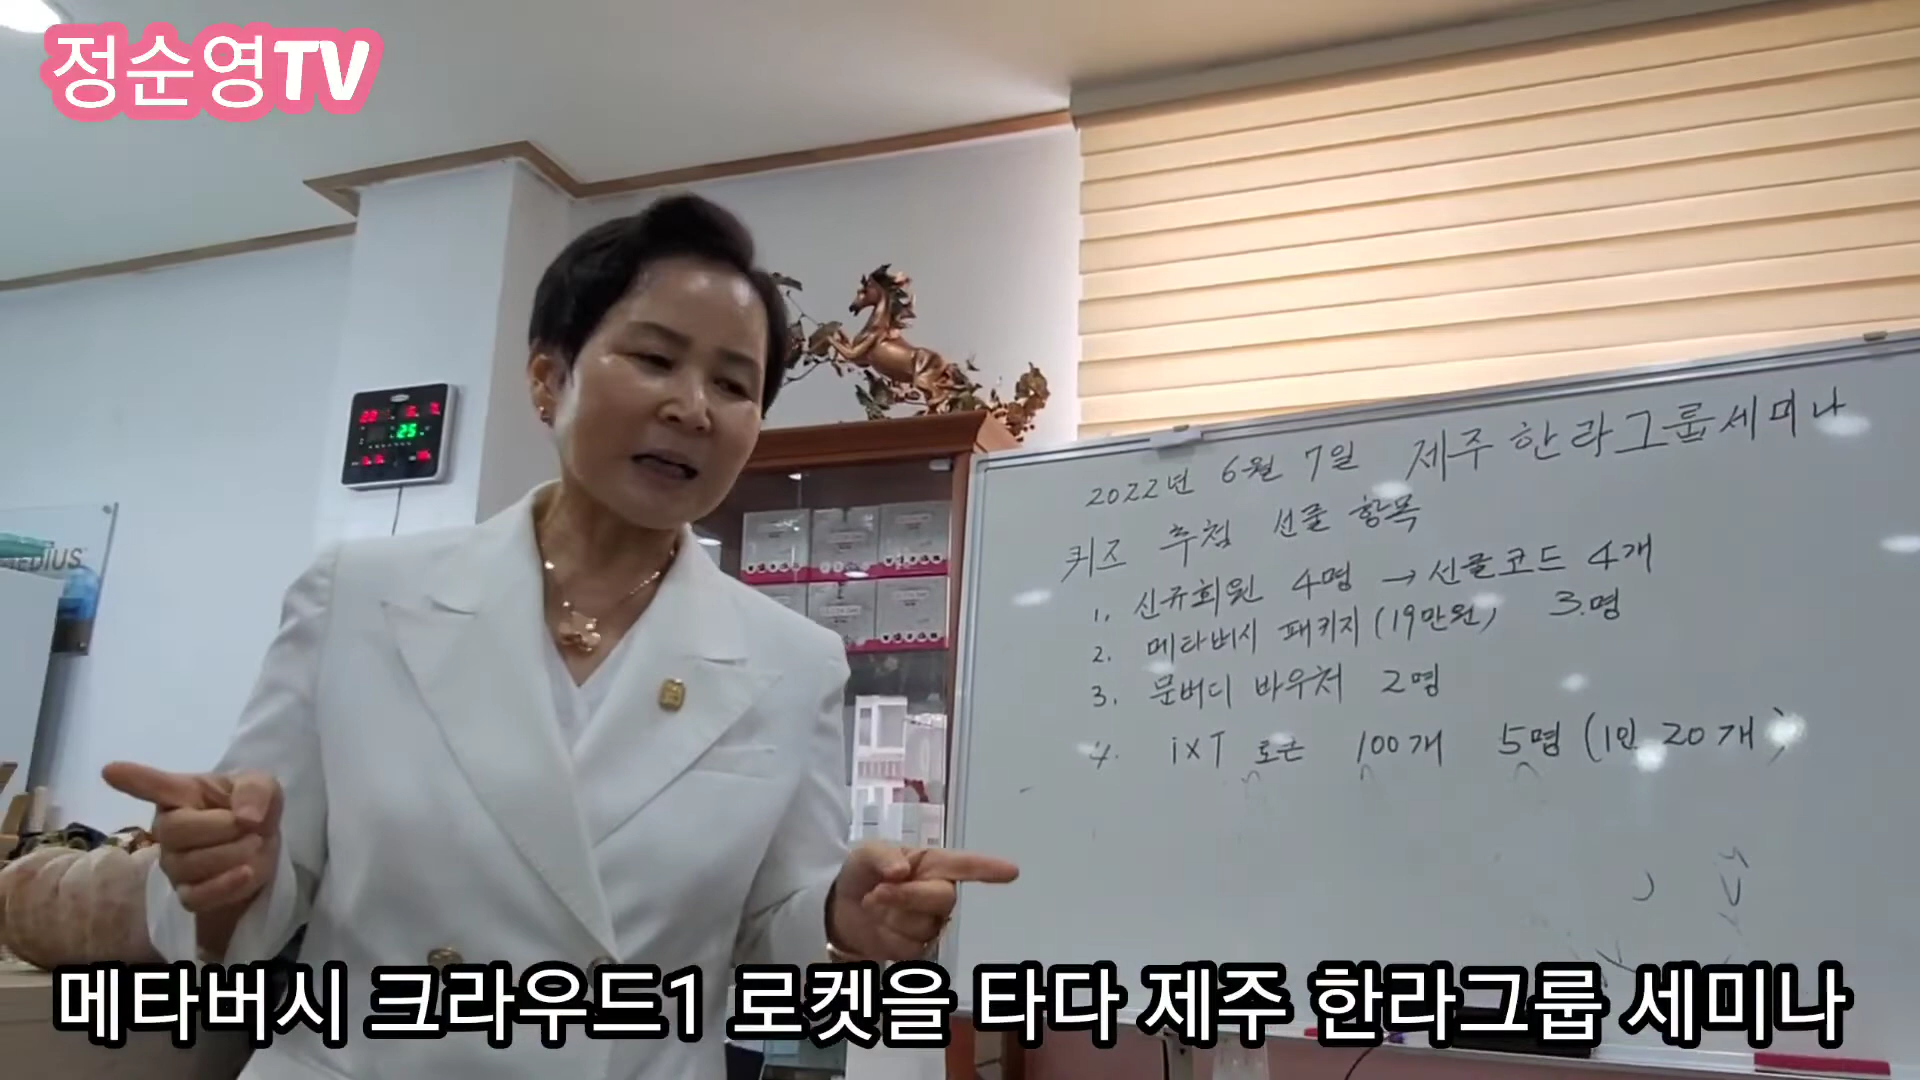 정순영TV
2022년 6월 7일 제주 한라그룹세미나
퀴즈 추첨 선물 항목
1. 신규회원 4명 → 선물코드 4개
2. 메타버시 패키지 (19만원) 3명
3. 문버디 바우처 2명
4. ixT 토큰 100개 5명 (1인 20개)
EDIUS
25
메타버시 크라우드1 로켓을 타다 제주 한라그룹 세미나